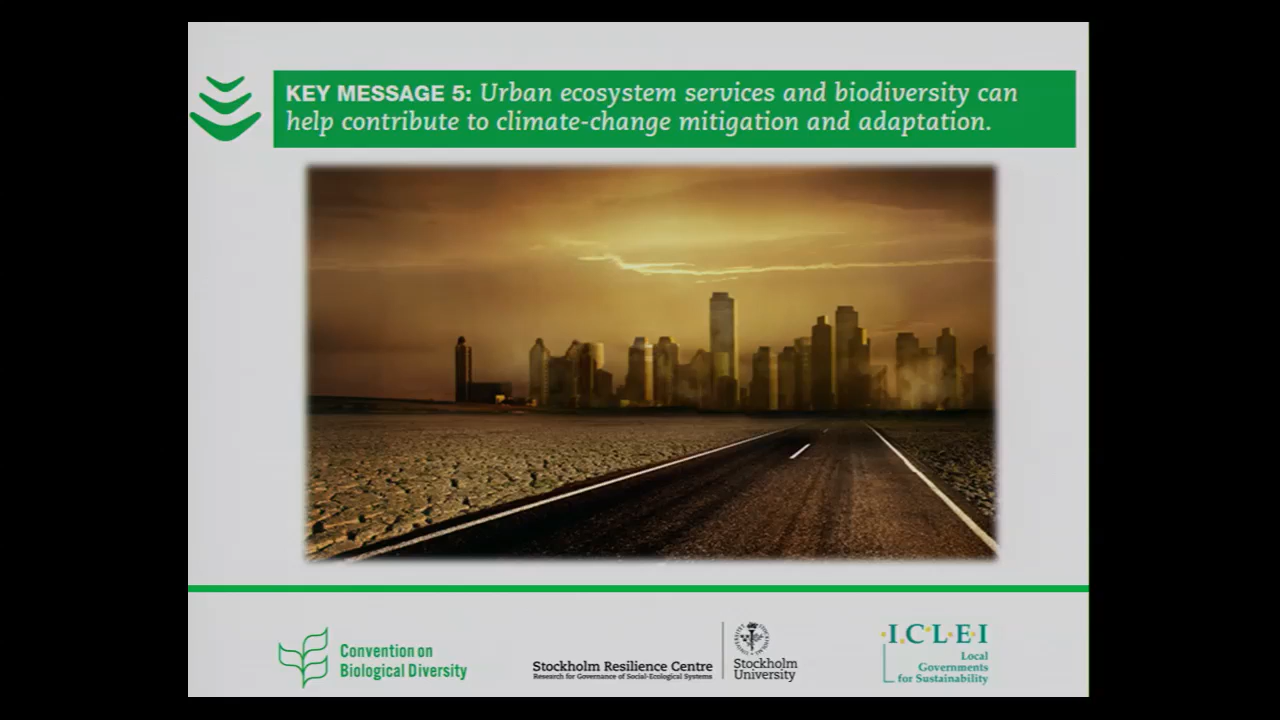 KEY MESSAGE 5: Urban ecosystem services and biodiversity can
help contribute to climate-change mitigation and adaptation.
Convention on
Biological Diversity
Stockholm Resilience Centre
Research for Governance of Social-Ecological Systems
Stockholm
University
I.C.L.E.I
Local
Governments
for Sustainability